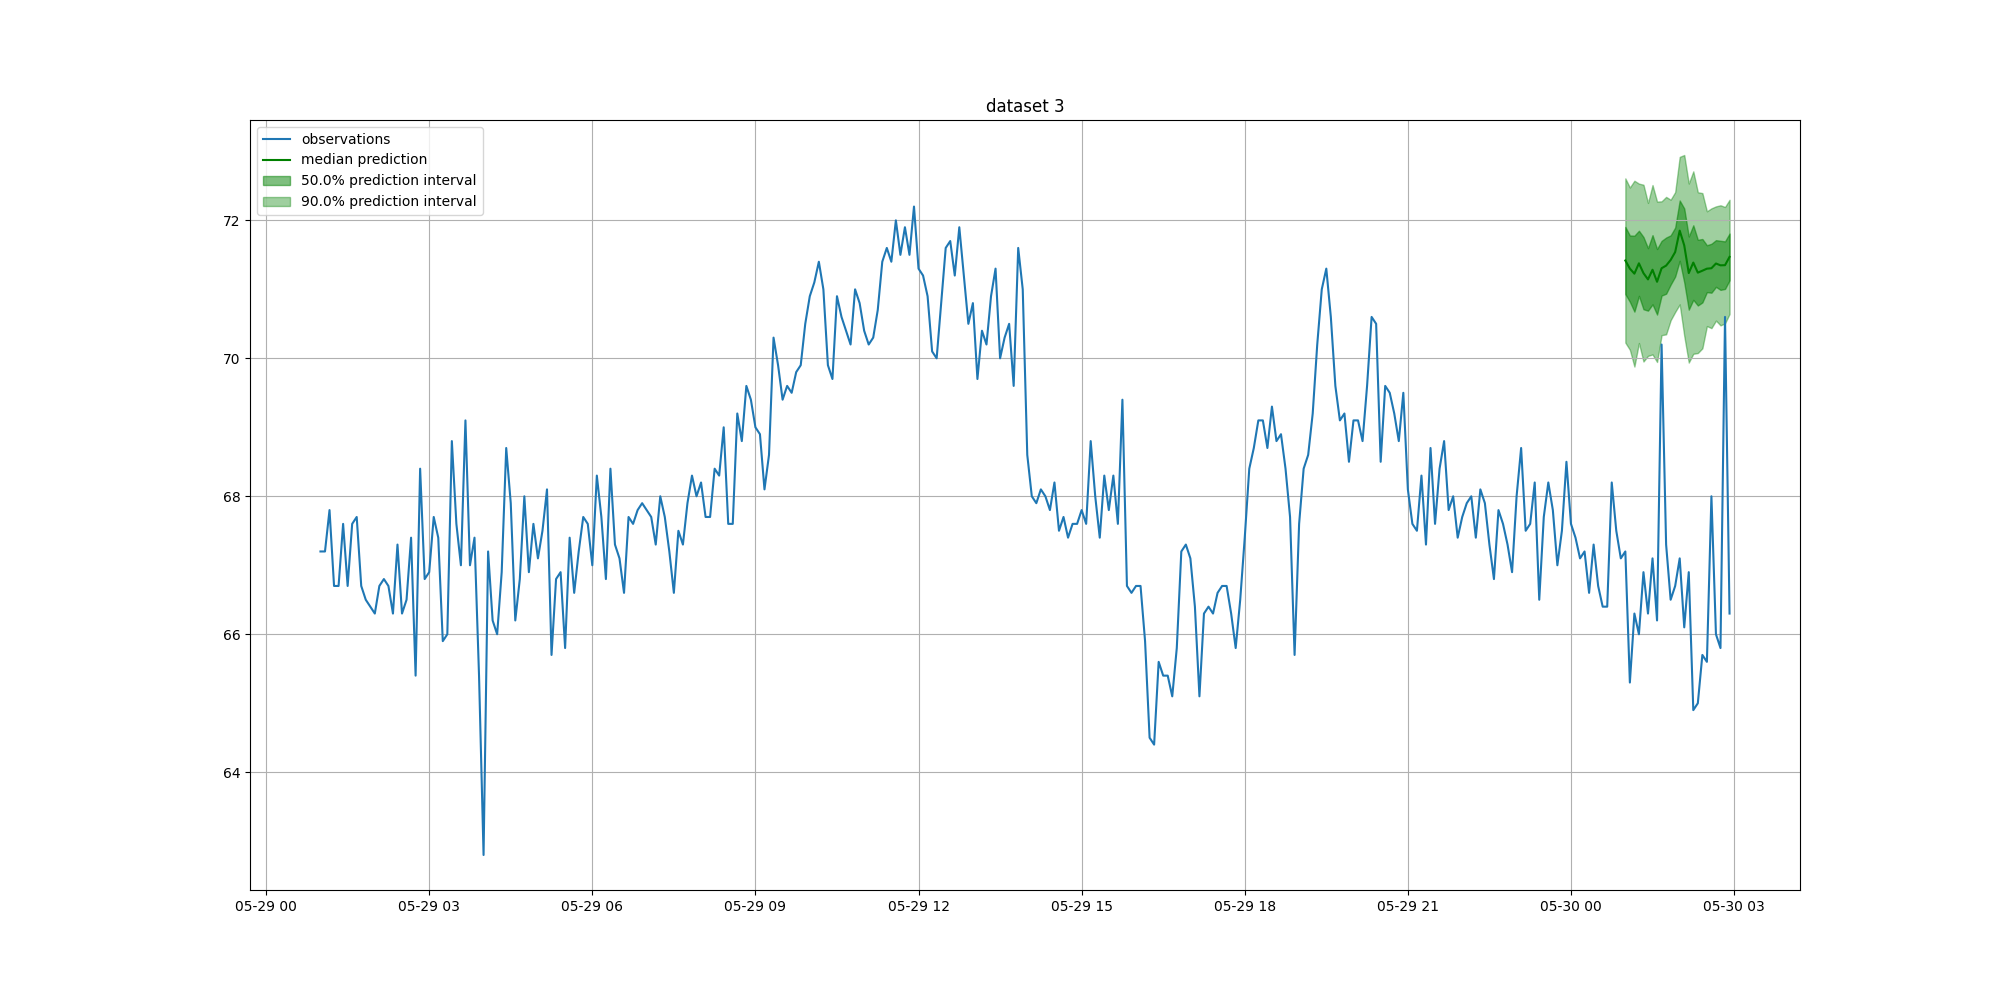 dataset 3
observations
median prediction
50.0% prediction interval
90.0% prediction interval
72
70
68
66
64
05-29 00 05-29 03 05-29 06 05-29 09 05-29 12 05-29 15 05-29 18 05-29 21 05-30 00 05-30 03